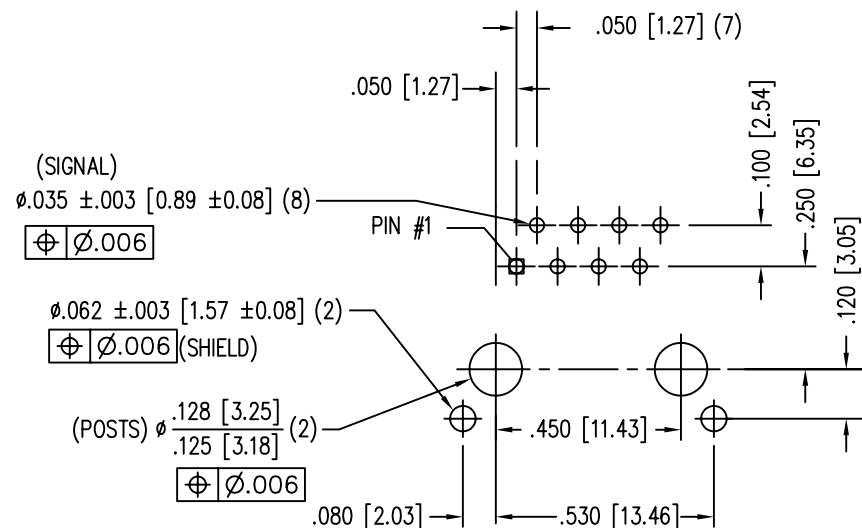 .050 [1.27] (7)
.050 [1.27]
.100 [2.54]
.250 [6.35]
.120 [3.05]
(SIGNAL)
ø.035 ±.003 [0.89 ±0.08] (8)
⌖ Ø.006
PIN #1
ø.062 ±.003 [1.57 ±0.08] (2)
⌖ Ø.006 (SHIELD)
.128 [3.25]
(POSTS) ø (2)
.125 [3.18]
⌖ Ø.006
.450 [11.43]
.080 [2.03]
.530 [13.46]